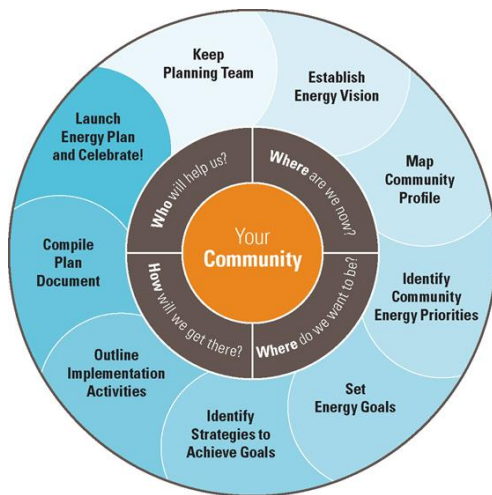 Keep
Planning Team
Establish
Energy Vision
Map
Community
Profile
Identify
Community
Energy Priorities
Set
Energy Goals
Identify
Strategies to
Achieve Goals
Outline
Implementation
Activities
Compile
Plan
Document
Launch
Energy Plan
and Celebrate!
Who will help us?
Where are we now?
Where do we want to be?
How will we get there?
Your
Community